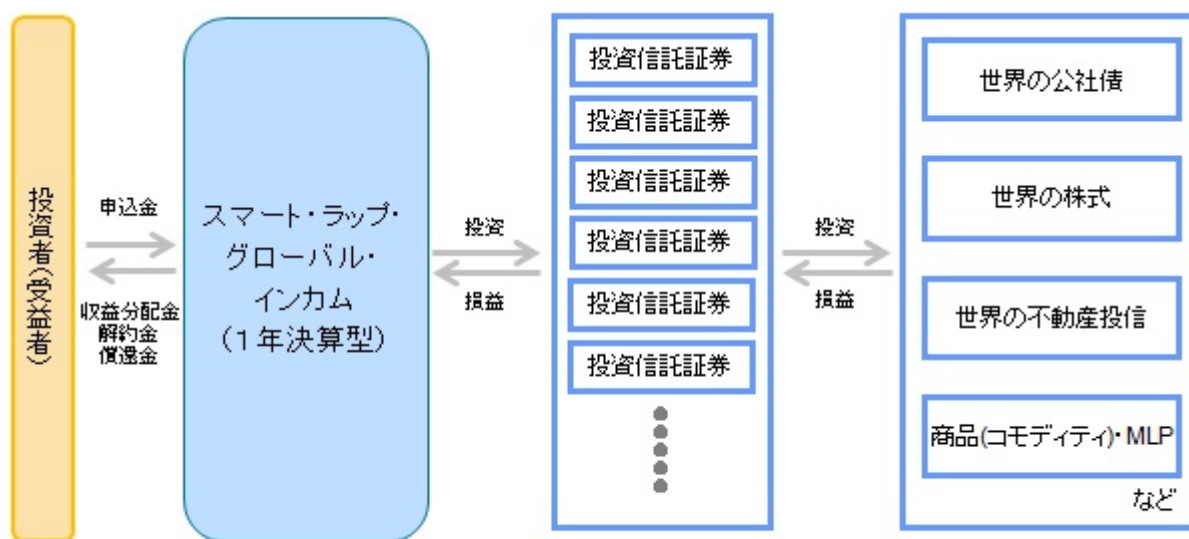 投資者(受益者)
申込金
収益分配金
解約金
償還金
スマート・ラップ・
グローバル・
インカム
(1年決算型)
投資
損益
投資信託証券
投資信託証券
投資信託証券
投資信託証券
投資信託証券
投資信託証券
投資
損益
世界の公社債
世界の株式
世界の不動産投信
商品(コモディティ)・MLP
など